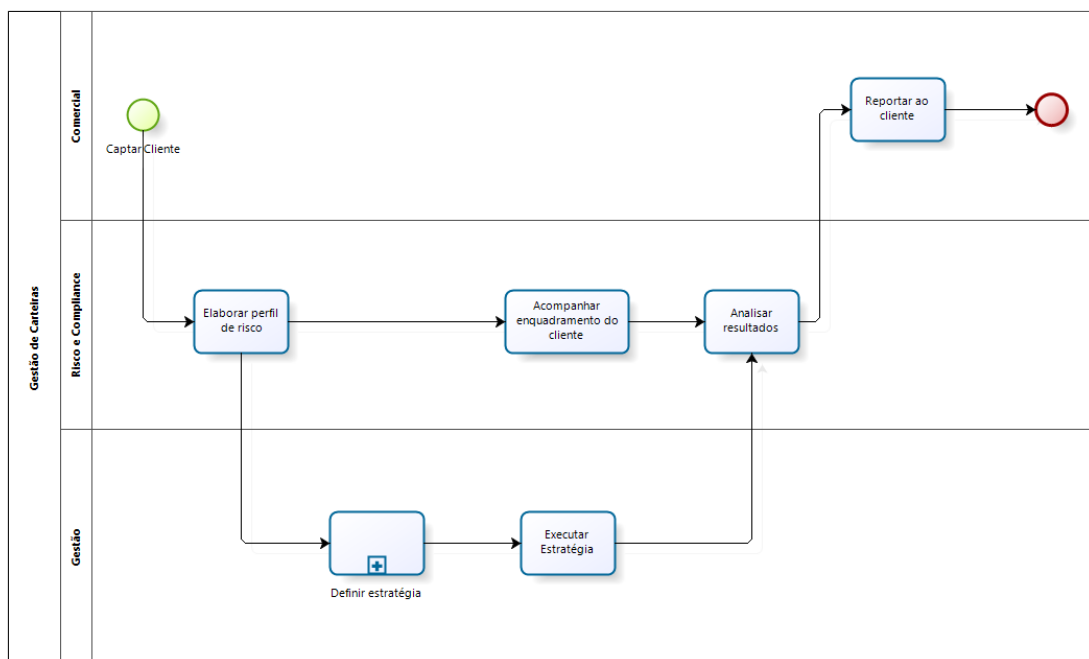 Gestão de Carteiras
Comercial
Captar Cliente
Reportar ao
cliente
Risco e Compliance
Elaborar perfil
de risco
Acompanhar
enquadramento do
cliente
Analisar
resultados
Gestão
Definir estratégia
Executar
Estratégia